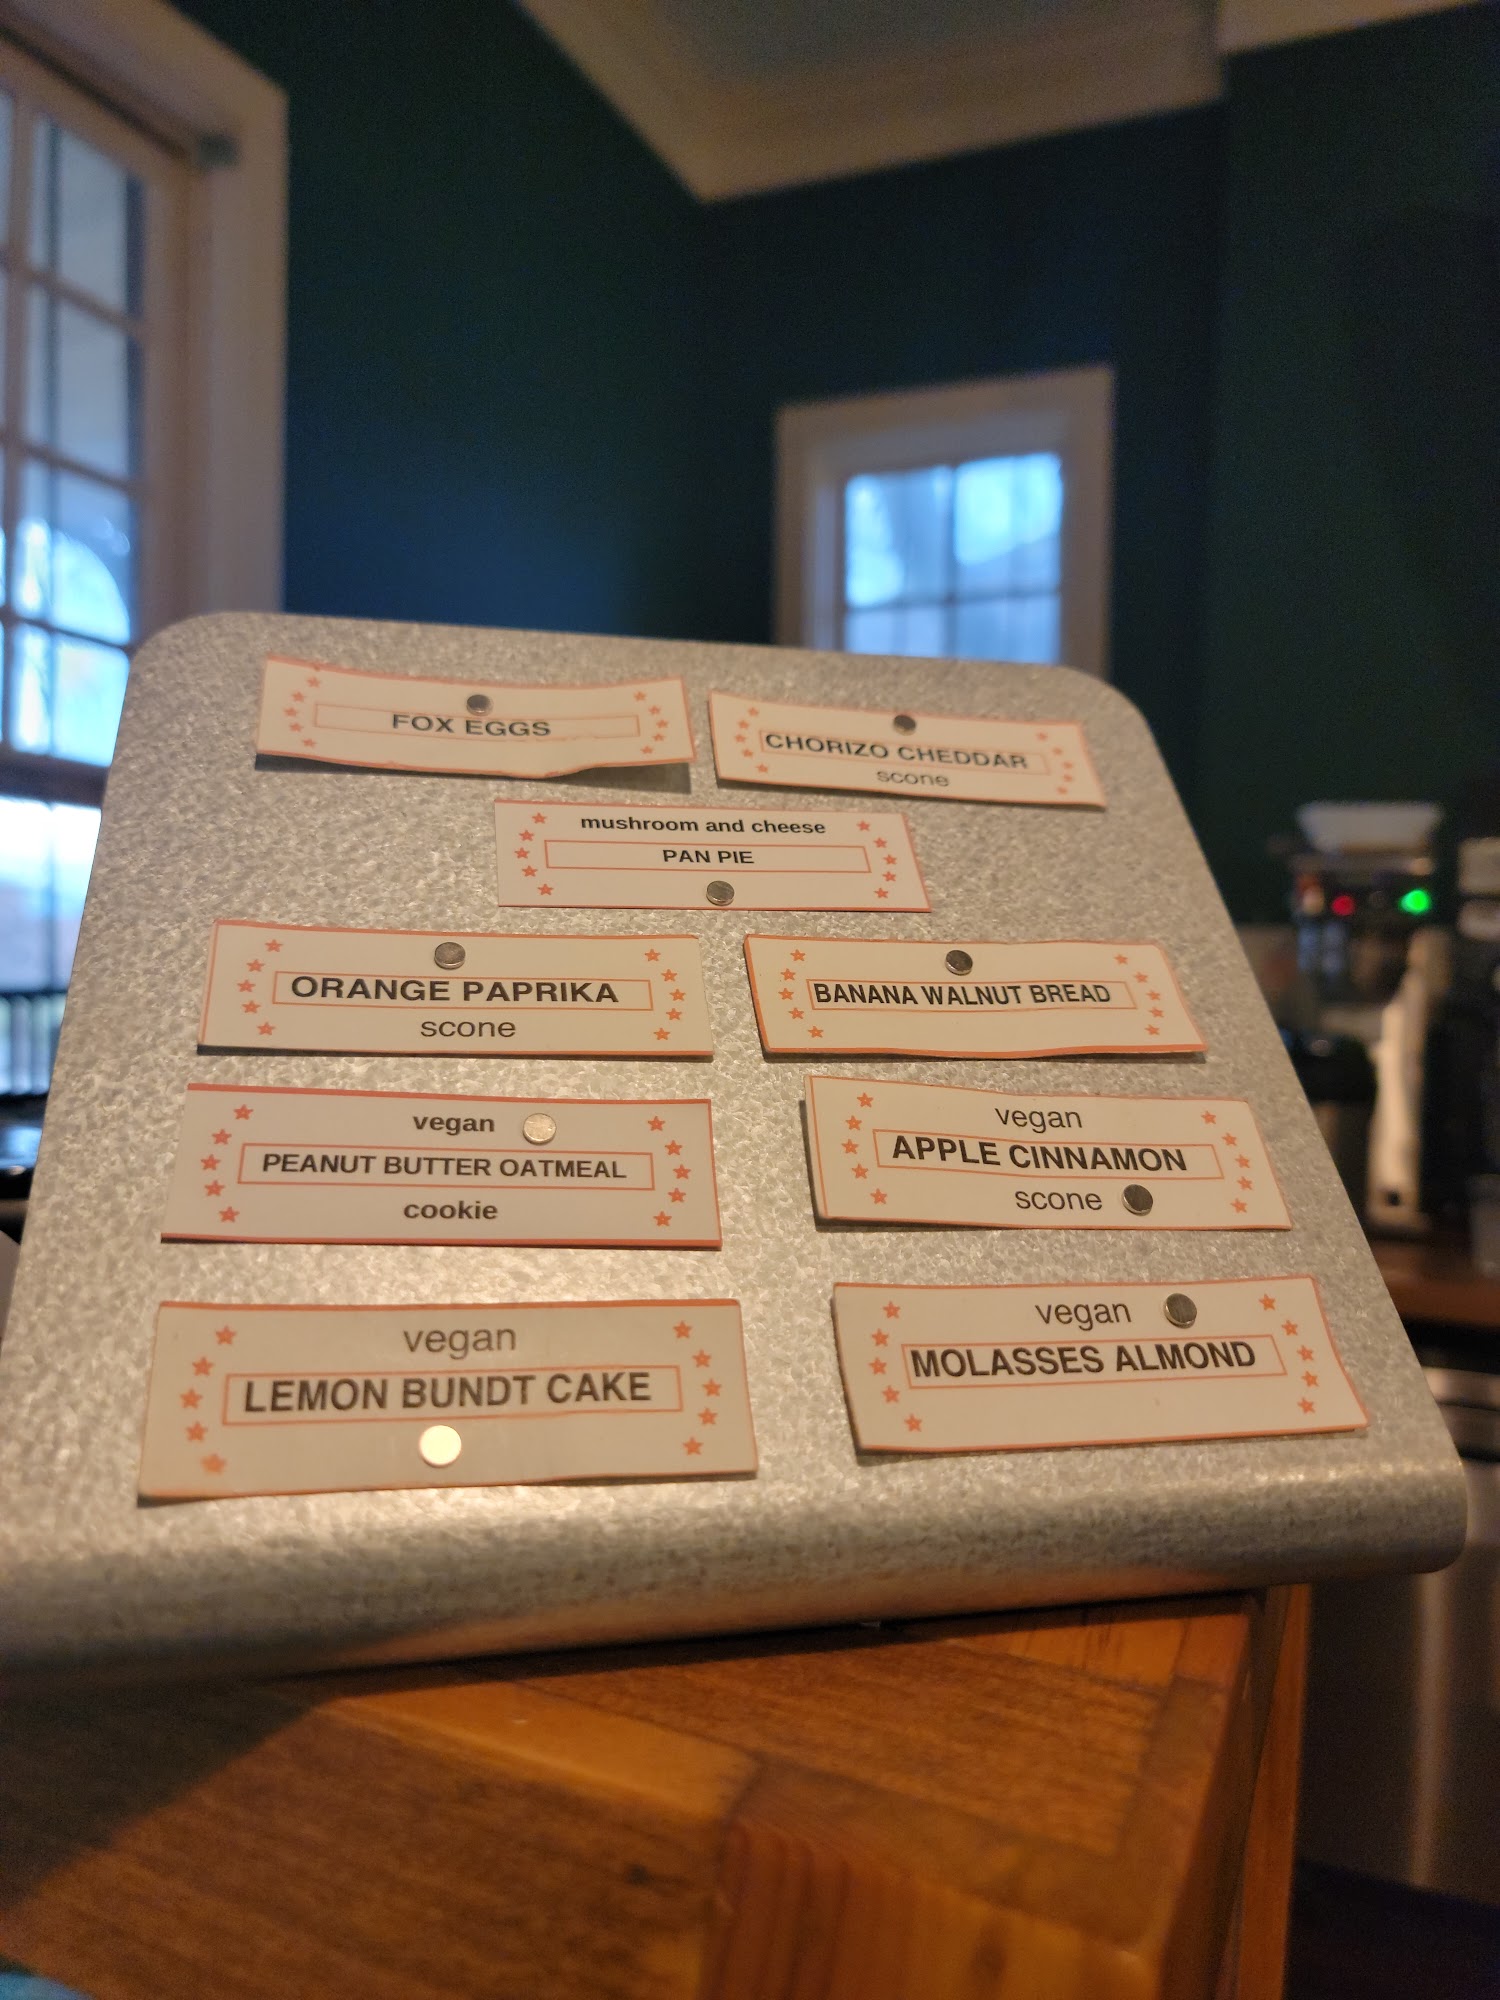 FOX EGGS
CHORIZO CHEDDAR
scone
mushroom and cheese
PAN PIE
ORANGE PAPRIKA
scone
BANANA WALNUT BREAD
vegan
PEANUT BUTTER OATMEAL
cookie
vegan
APPLE CINNAMON
scone
vegan
LEMON BUNDT CAKE
vegan
MOLASSES ALMOND